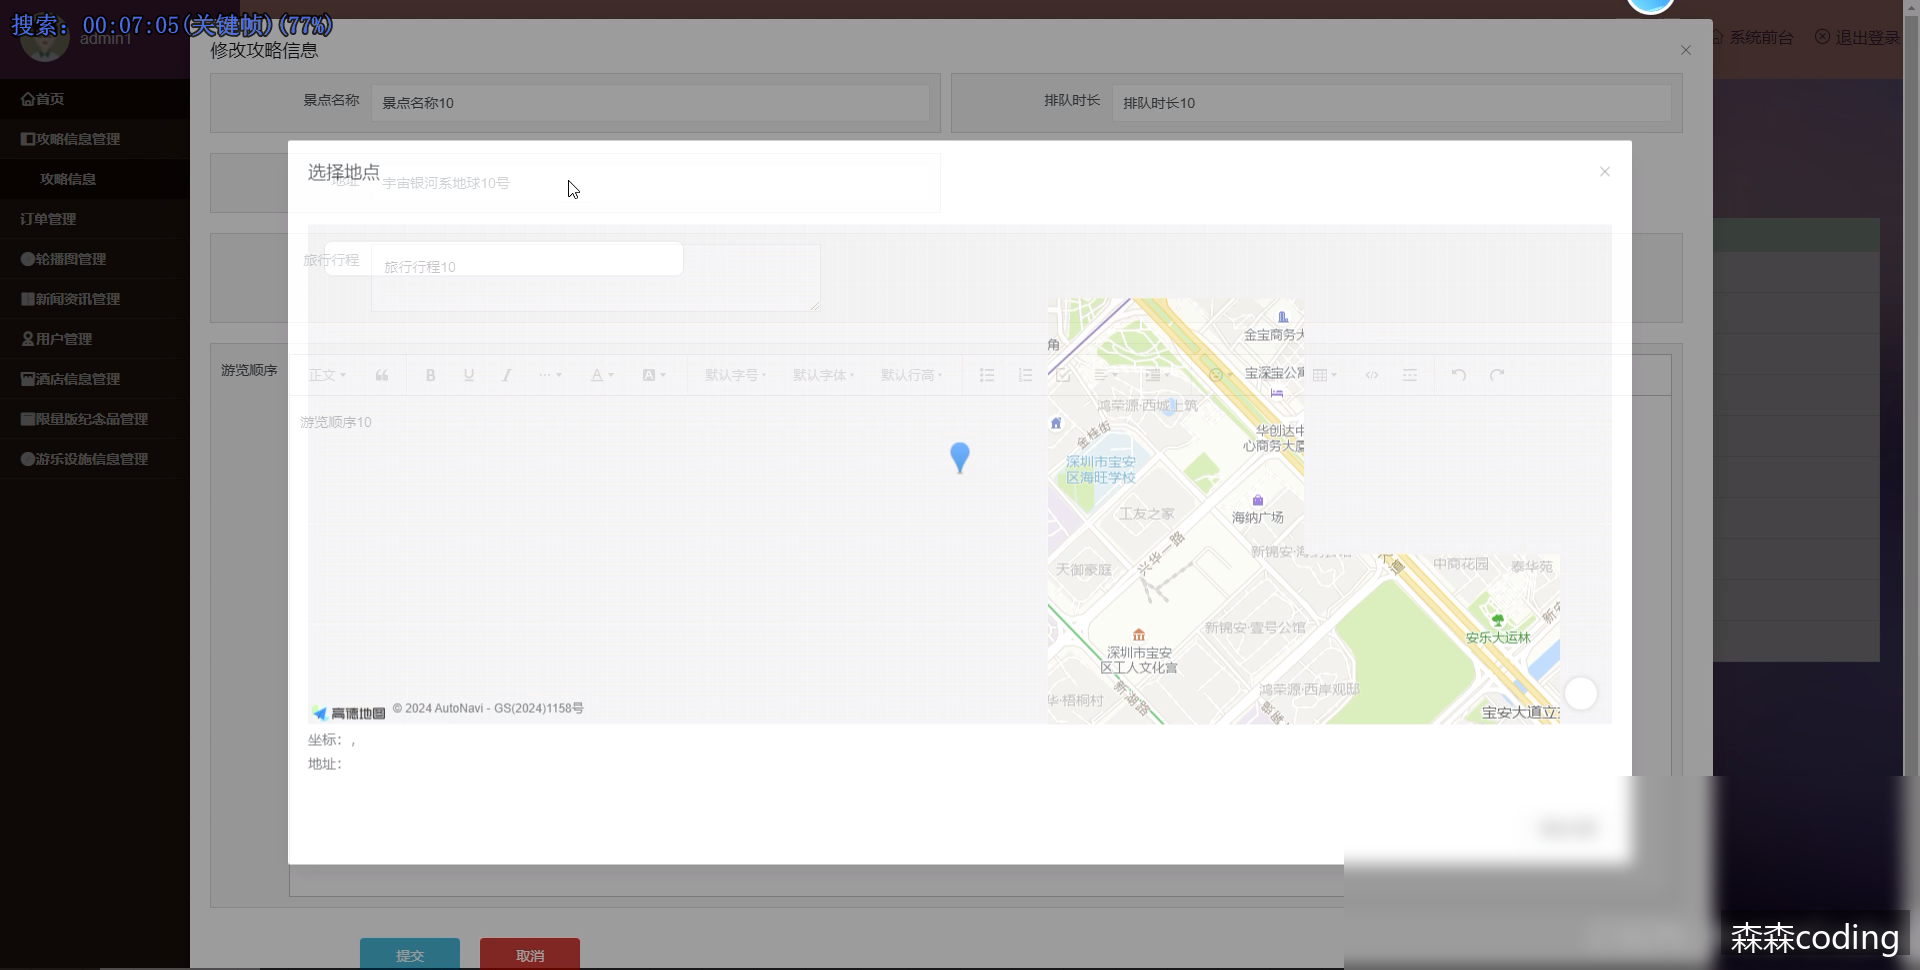 搜索: 00:07:05(关键帧)(77%)
admin1
系统前台
退出登录
修改攻略信息
首页
攻略信息管理
攻略信息
订单管理
轮播图管理
新闻资讯管理
用户管理
酒店信息管理
限量版纪念品管理
游乐设施信息管理
景点名称
景点名称10
排队时长
排队时长10
选择地点
地址
宇宙银河系地球10号
旅行行程
旅行行程10
游览顺序
正文
B U I
A
A
默认字号
默认字体
默认行高
游览顺序10
角
金宝商务大
宝深宝公寓
鸿荣源·西城上筑
金桂街
华创达中
心商务大厦
深圳市宝安
区海旺学校
工友之家
海纳广场
兴华一路
天御豪庭
道
中商花园
泰华苑
新锦安·壹号公馆
安乐大运林
深圳市宝安
区工人文化宫
新湖路
华·梧桐村
鸿荣源·西岸观邸
宝安大道立
高德地图
© 2024 AutoNavi - GS(2024)1158号
坐标: ,
地址:
提交
取消
森森coding